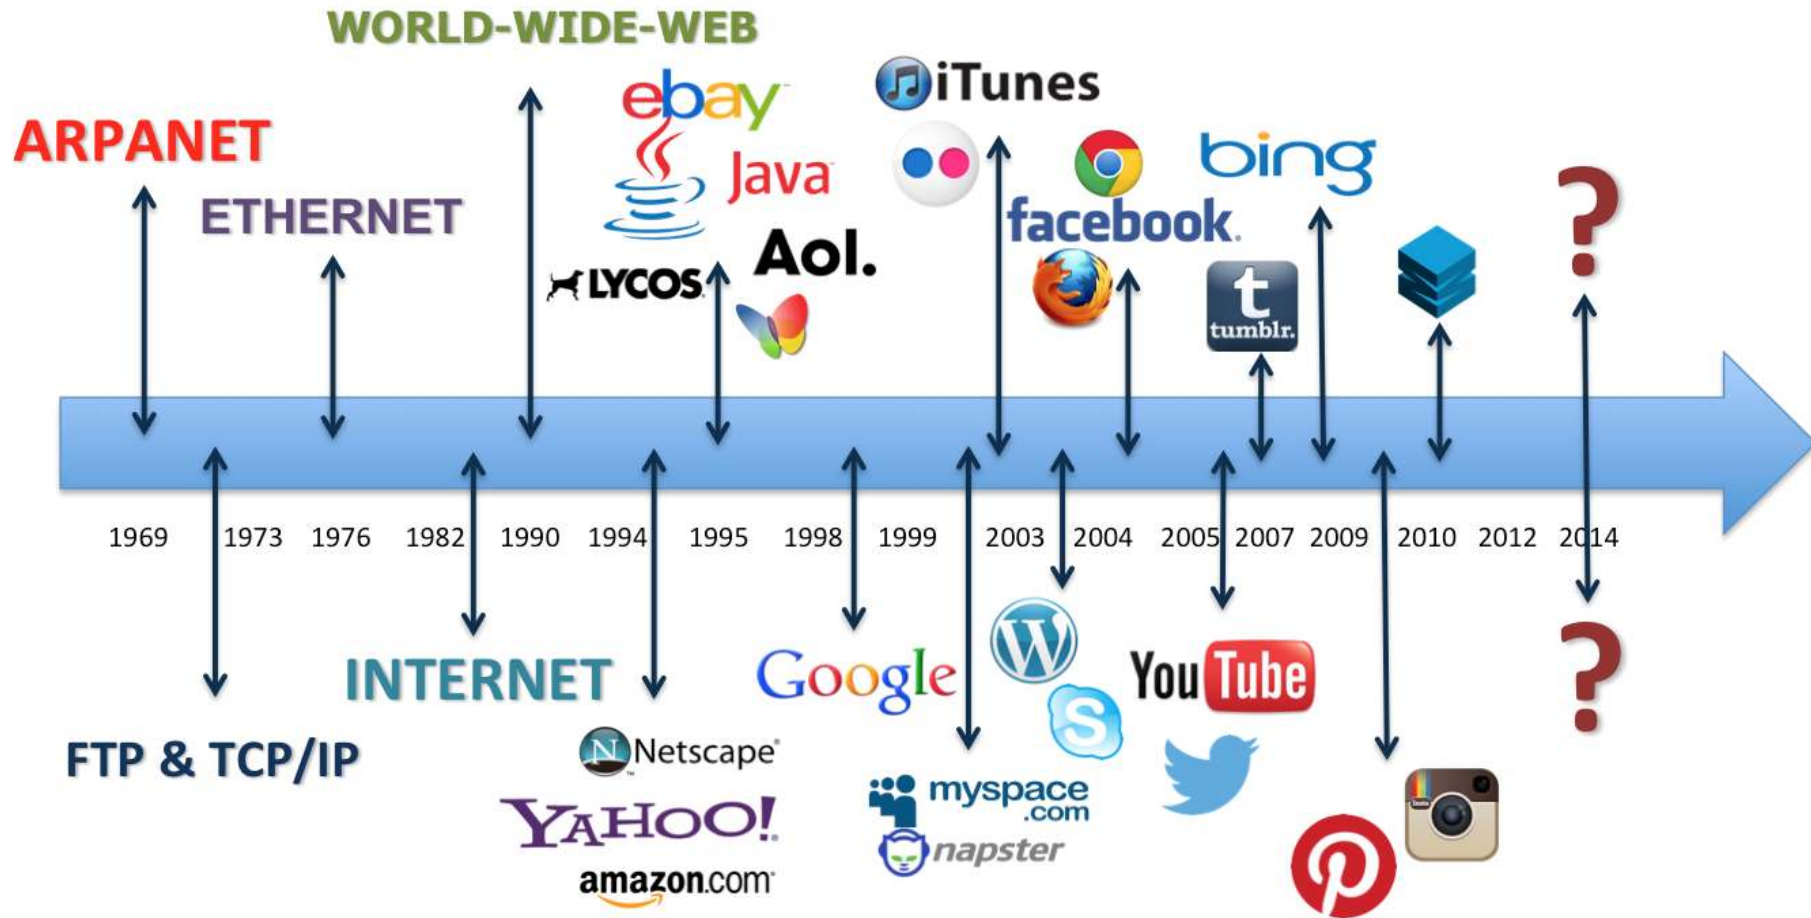 WORLD-WIDE-WEB
ebay
iTunes
ARPANET
Java
bing
facebook.
ETHERNET
Aol.
LYCOS
t
tumblr.
?
1969 1973 1976 1982 1990 1994 1995 1998 1999 2003 2004 2005 2007 2009 2010 2012 2014
W
INTERNET
Google
YouTube
?
S
FTP & TCP/IP
N Netscape
myspace
.com
YAHOO!
napster
amazon.com